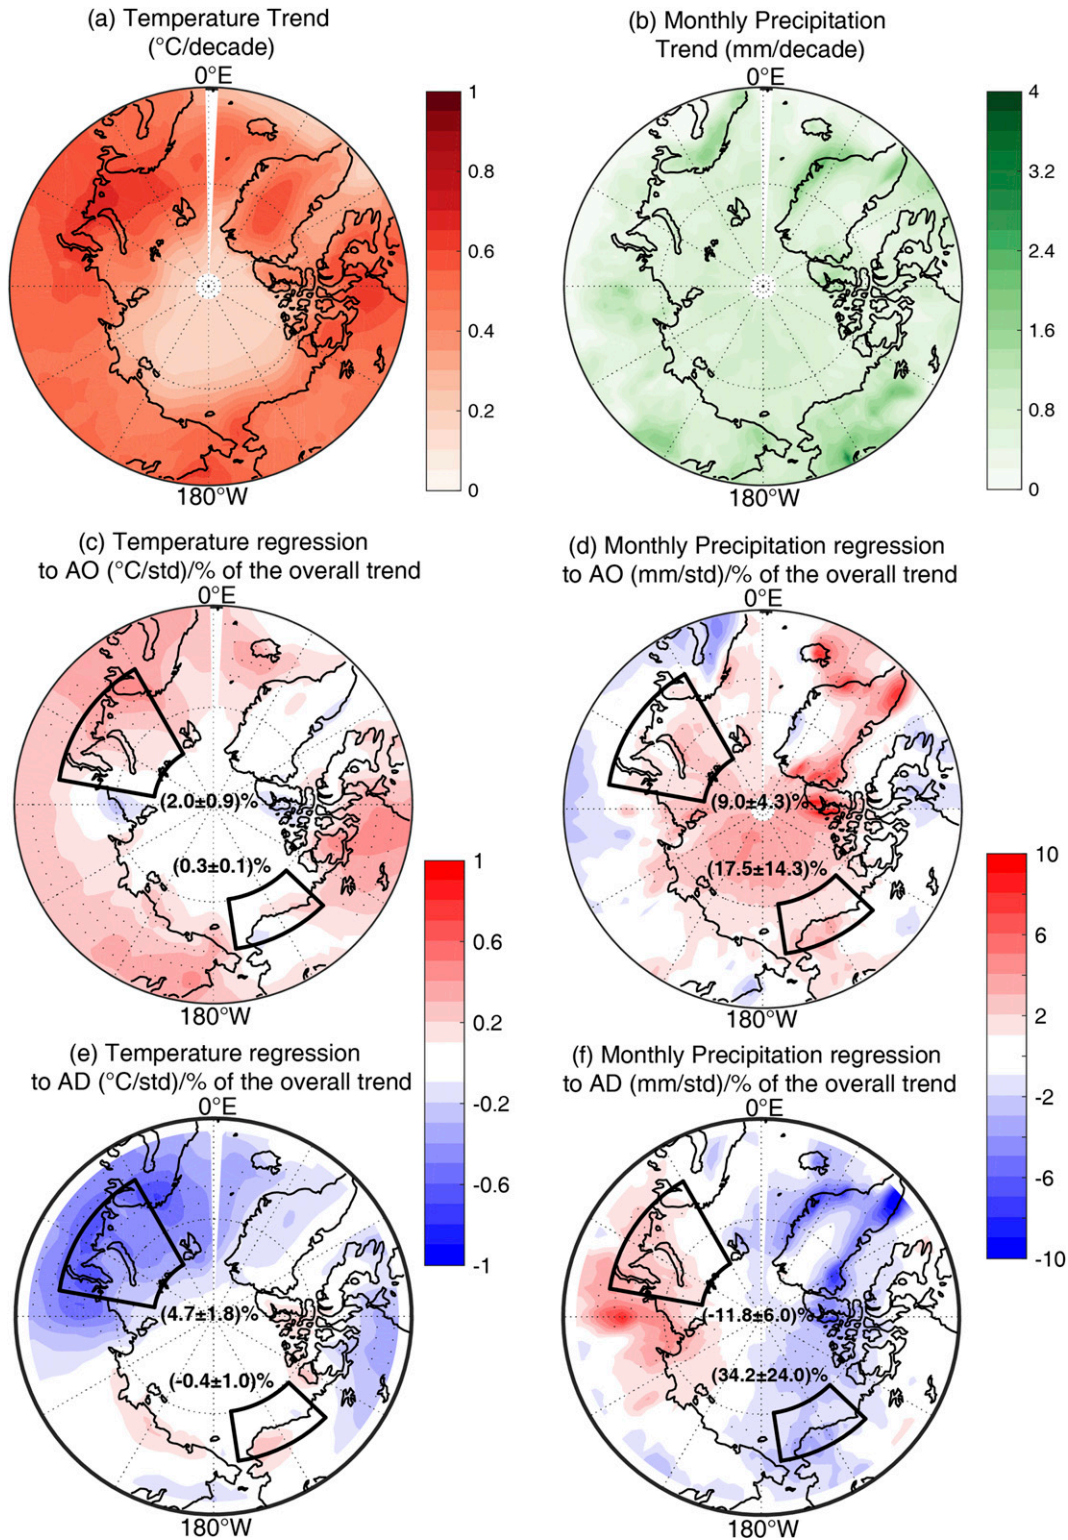 (a) Temperature Trend
(°C/decade)
0°E
1
0.8
0.6
0.4
0.2
0
180°W
(b) Monthly Precipitation
Trend (mm/decade)
0°E
4
3.2
2.4
1.6
0.8
0
180°W
(c) Temperature regression
to AO (°C/std)/% of the overall trend
0°E
(2.0±0.9)%
(0.3±0.1)%
180°W
(d) Monthly Precipitation regression
to AO (mm/std)/% of the overall trend
0°E
(9.0±4.3)%
(17.5±14.3)%
180°W
1
0.6
0.2
-0.2
-0.6
-1
10
6
2
-2
-6
-10
(e) Temperature regression
to AD (°C/std)/% of the overall trend
0°E
(4.7±1.8)%
(-0.4±1.0)%
180°W
(f) Monthly Precipitation regression
to AD (mm/std)/% of the overall trend
0°E
(-11.8±6.0)%
(34.2±24.0)%
180°W